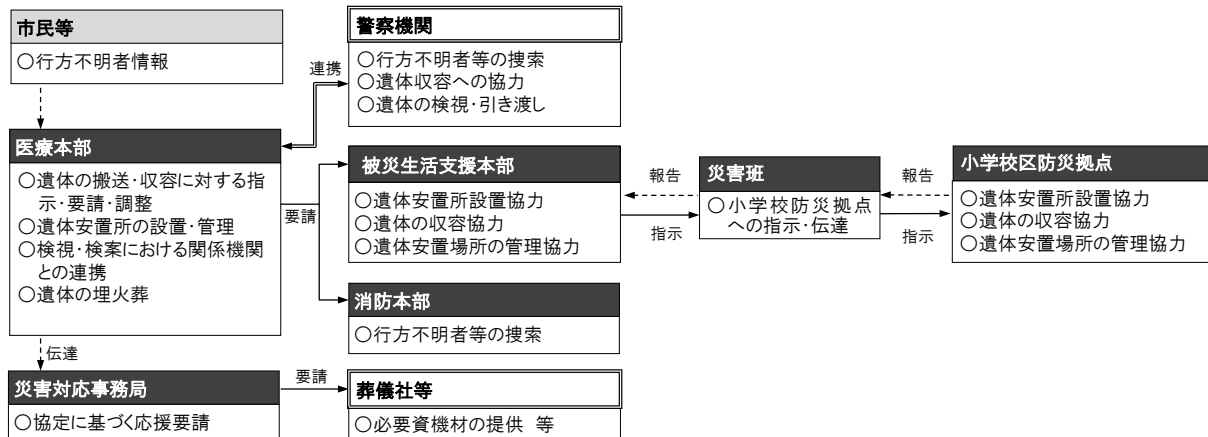 市民等
○行方不明者情報
警察機関
○行方不明者等の捜索
○遺体収容への協力
○遺体の検視・引き渡し
連携
医療本部
○遺体の搬送・収容に対する指
示・要請・調整
○遺体安置所の設置・管理
○検視・検案における関係機関
との連携
○遺体の埋火葬
要請
被災生活支援本部
○遺体安置所設置協力
○遺体の収容協力
○遺体安置場所の管理協力
報告
指示
災害班
○小学校防災拠点
への指示・伝達
報告
指示
小学校区防災拠点
○遺体安置所設置協力
○遺体の収容協力
○遺体安置場所の管理協力
消防本部
○行方不明者等の捜索
伝達
災害対応事務局
○協定に基づく応援要請
要請
葬儀社等
○必要資機材の提供 等